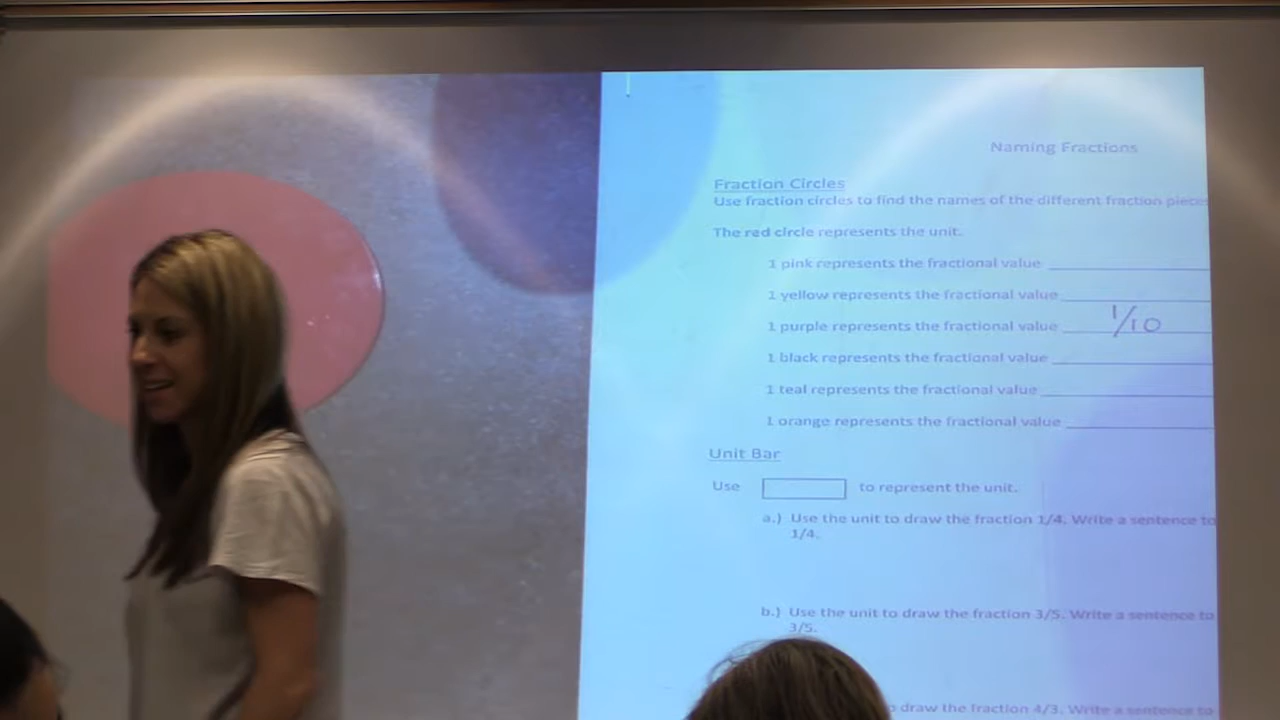 Naming Fractions
Fraction Circles
Use fraction circles to find the names of the different fraction
The red circle represents the unit.
1 pink represents the fractional value
1 yellow represents the fractional value
1 purple represents the fractional value 1/10
1 black represents the fractional value
1 teal represents the fractional value
1 orange represents the fractional value
Unit Bar
Use to represent the unit.
a.) Use the unit to draw the fraction 1/4. Write a sentence to
1/4.
b.) Use the unit to draw the fraction 3/5. Write a sentence to
3/5.
draw the fraction 4/3. Write a sentence to